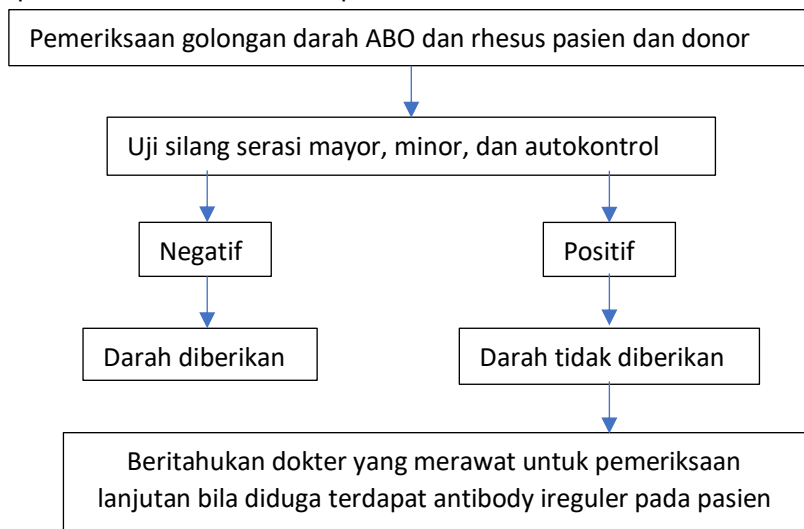 Pemeriksaan golongan darah ABO dan rhesus pasien dan donor
Uji silang serasi mayor, minor, dan autokontrol
Negatif
Positif
Darah diberikan
Darah tidak diberikan
Beritahukan dokter yang merawat untuk pemeriksaan
lanjutan bila diduga terdapat antibody ireguler pada pasien